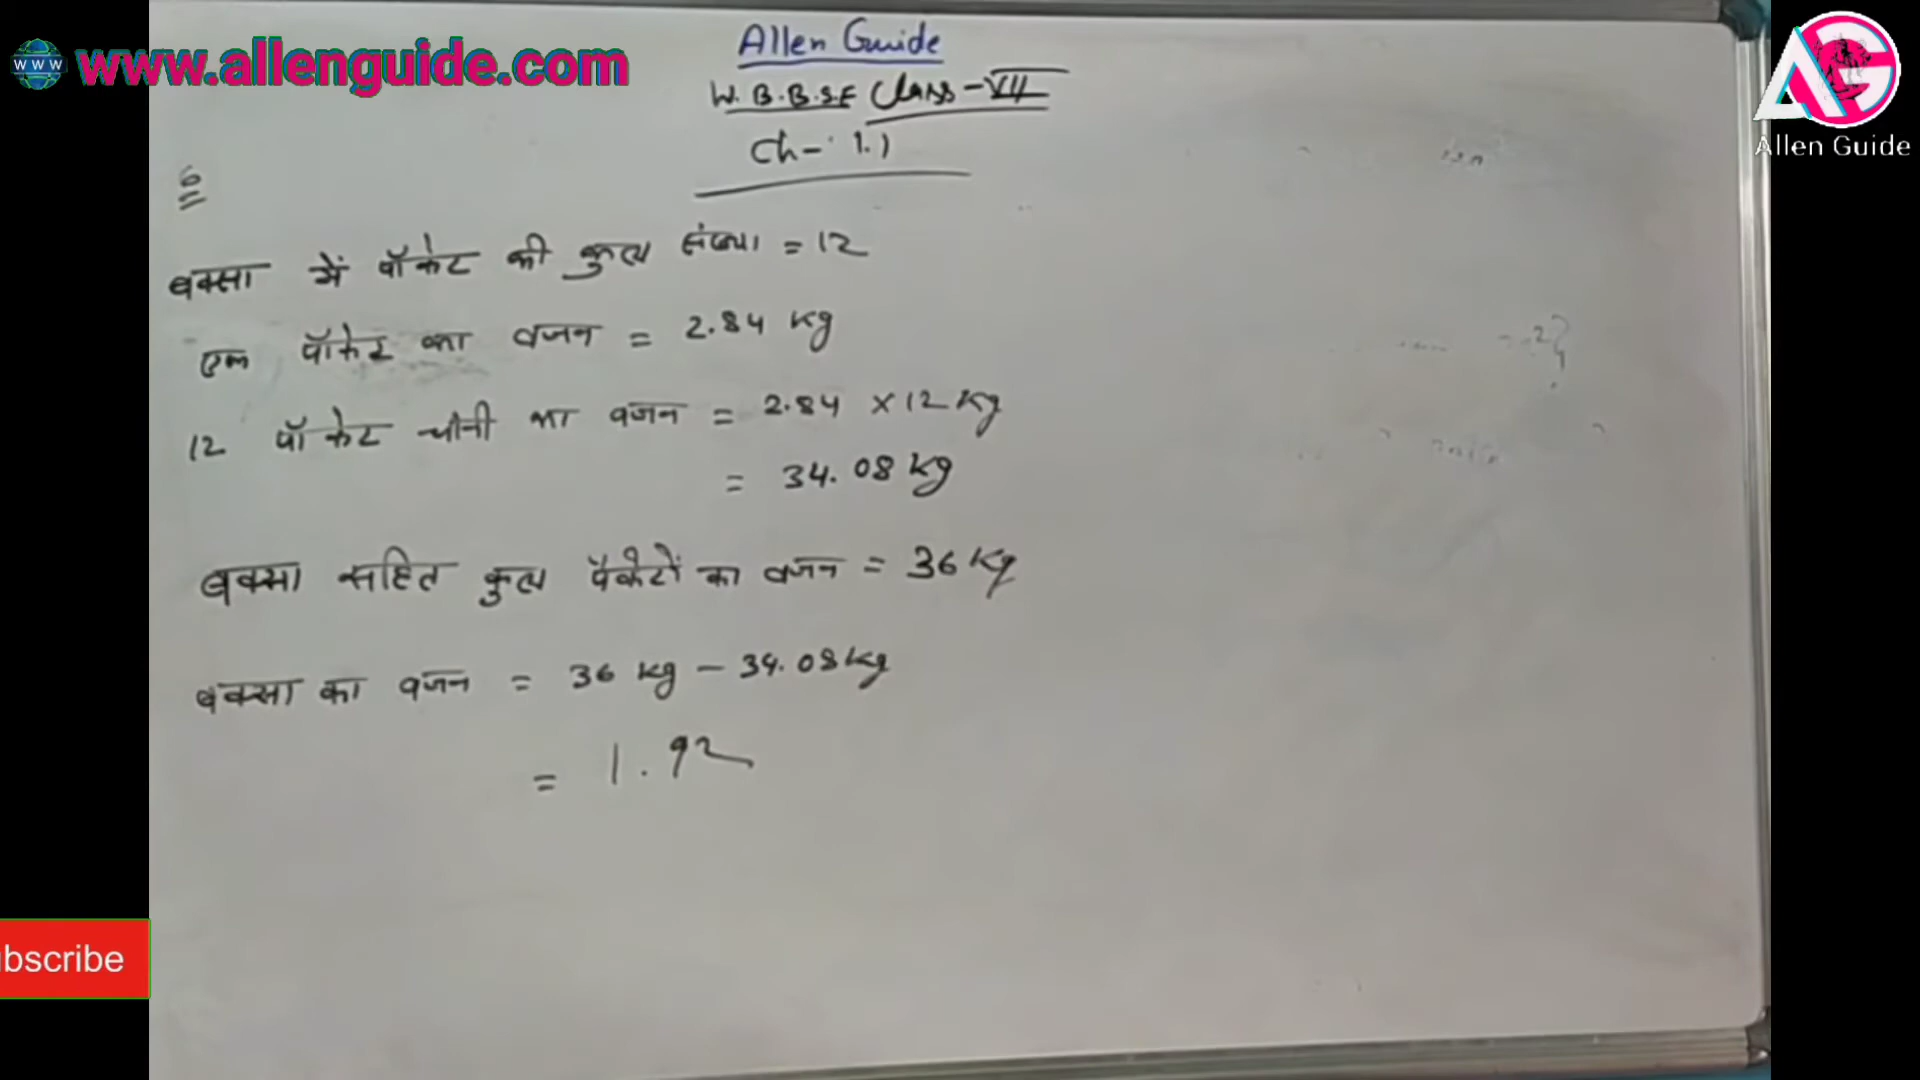 www.allenguide.com
Allen Guide
W.B.B.S.E Class-VII
Ch-1.1
Allen Guide
6
बक्सा में पॉकेट की कुल संख्या = 12
एक पॉकेट का वजन = 2.84 kg
12 पॉकेट चीनी का वजन = 2.84 × 12 kg
= 34.08 kg
बक्सा सहित कुल पैकेटों का वजन = 36 kg
बक्सा का वजन = 36 kg - 34.08 kg
= 1.92
bscribe